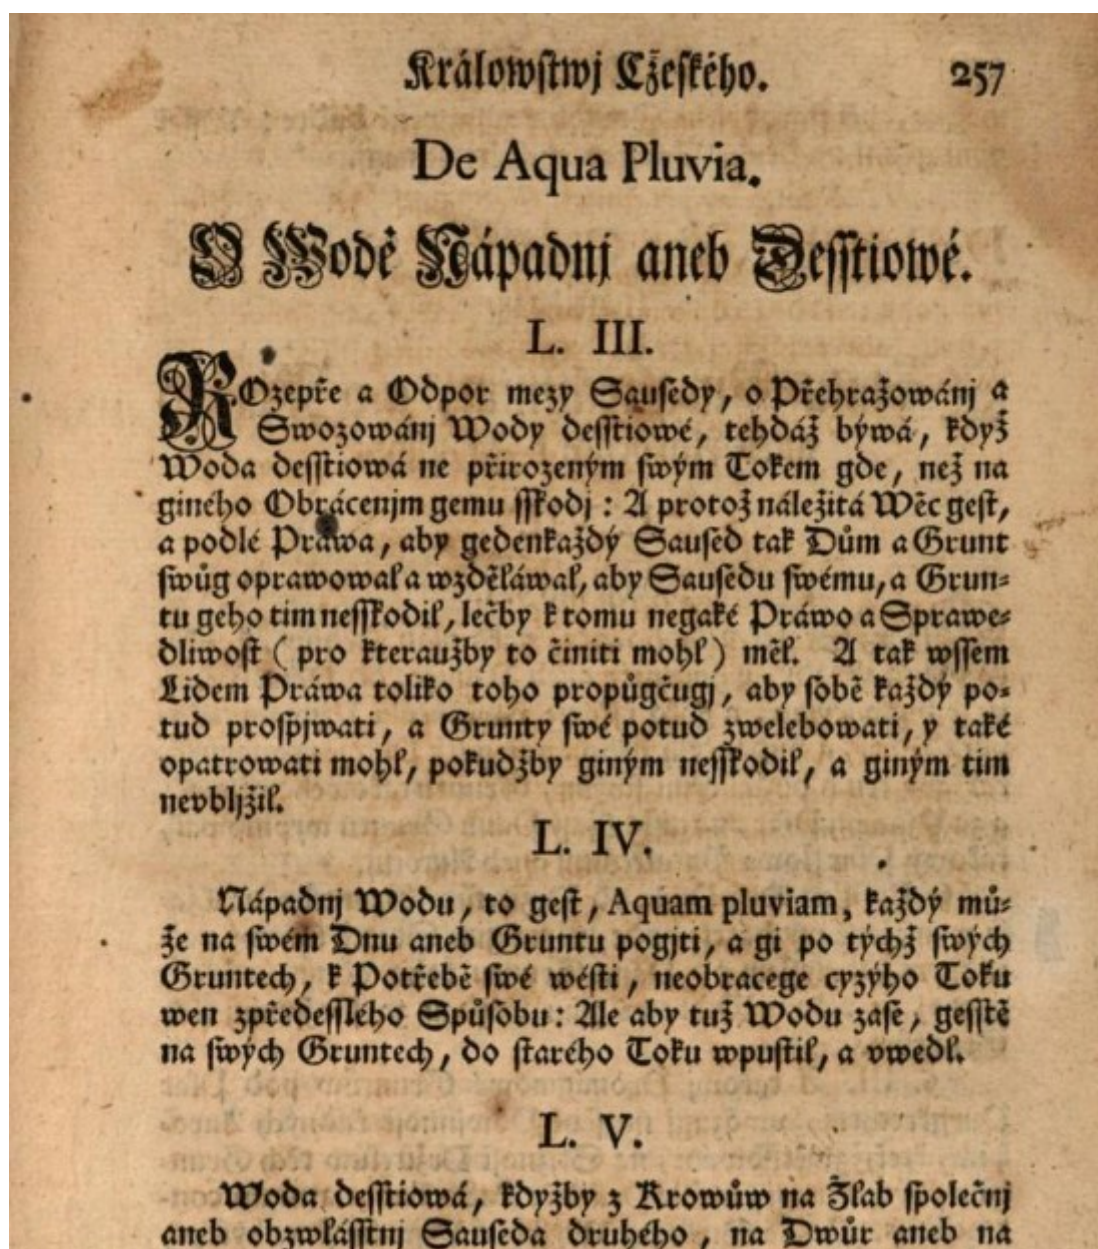 Králowstwj Cžeského. 257
De Aqua Pluvia.
O Wodě Nápadnj aneb Desstiowé.
L. III.
ROzepře a Odpor mezy Sausedy, o Přehražowánj a
Swozowánj Wody desstiowé, tehdáž býwá, když
Woda desstiowá ne přirozeným swým Tokem gde, než na
giného Obrácenjm gemu sskodj: A protož náležitá Wěc gest,
a podlé Práwa, aby gedenkaždý Saused tak Dům a Grunt
swůg oprawowal a wzděláwal, aby Sausedu swému, a Grun-
tu geho tim nesskodil, lečby k tomu negaké Práwo a Sprawe-
dliwost (pro kteraužby to činiti mohl) měl. A tak wssem
Lidem Práwa toliko toho propůgčugj, aby sobě každý po-
tud prospjwati, a Grunty swé potud zwelebowati, y také
opatrowati mohl, pokudžby giným nesskodil, a giným tim
nevbljžil.
L. IV.
Nápadnj Wodu, to gest, Aquam pluviam, každý mů-
že na swém Dnu aneb Gruntu pogjti, a gi po týchž swých
Gruntech, k Potřebě swé wésti, neobracege cyzýho Toku
wen zpředesslého Spůsobu: Ale aby tuž Wodu zase, gesstě
na swých Gruntech, do starého Toku wpustil, a vwedl.
L. V.
Woda desstiowá, kdyžby z Krowůw na Žlab společnj
aneb obzwlásstnj Sauseda druhého, na Dwůr aneb na